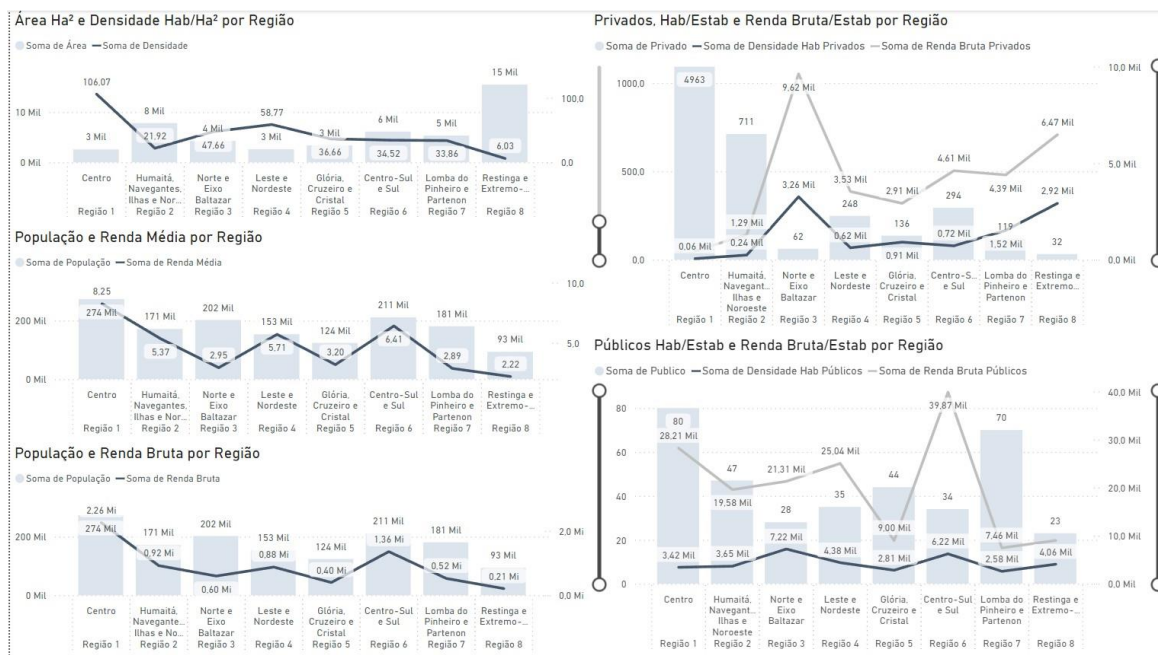 Área Ha² e Densidade Hab/Ha² por Região
Soma de Área Soma de Densidade
15 Mil
106,07
8 Mil
58,77
6 Mil
5 Mil
100,0
10 Mil
3 Mil
21,92
4 Mil
47,66
3 Mil
3 Mil
36,66
34,52
33,86
6,03
0 Mil
0,0
Centro
Humaitá, Navegantes, Ilhas e Nor...
Norte e Eixo Baltazar
Leste e Nordeste
Glória, Cruzeiro e Cristal
Centro-Sul e Sul
Lomba do Pinheiro e Partenon
Restinga e Extremo-...
Região 1 Região 2 Região 3 Região 4 Região 5 Região 6 Região 7 Região 8
População e Renda Média por Região
Soma de População Soma de Renda Média
8,25
10,0
274 Mil
171 Mil
202 Mil
153 Mil
124 Mil
211 Mil
181 Mil
93 Mil
200 Mil
5,0
5,37
2,95
5,71
3,20
6,41
2,89
2,22
0 Mil
Centro
Humaitá, Navegantes, Ilhas e Nor...
Norte e Eixo Baltazar
Leste e Nordeste
Glória, Cruzeiro e Cristal
Centro-Sul e Sul
Lomba do Pinheiro e Partenon
Restinga e Extremo-...
Região 1 Região 2 Região 3 Região 4 Região 5 Região 6 Região 7 Região 8
População e Renda Bruta por Região
Soma de População Soma de Renda Bruta
2,26 Mi
274 Mil
171 Mil
202 Mil
153 Mil
124 Mil
211 Mil
181 Mil
93 Mil
2,0 Mi
200 Mil
0,92 Mi
0,60 Mi
0,88 Mi
0,40 Mi
1,36 Mi
0,52 Mi
0,21 Mi
0 Mil
0,0 Mi
Centro
Humaitá, Navegante... Ilhas e No...
Norte e Eixo Baltazar
Leste e Nordeste
Glória, Cruzeiro e Cristal
Centro-Sul e Sul
Lomba do Pinheiro e Partenon
Restinga e Extremo-...
Região 1 Região 2 Região 3 Região 4 Região 5 Região 6 Região 7 Região 8
Privados, Hab/Estab e Renda Bruta/Estab por Região
Soma de Privado Soma de Densidade Hab Privados Soma de Renda Bruta Privados
10,0 Mil
1000,0
4963
9.62 Mil
711
6,47 Mil
500,0
5,0 Mil
3,53 Mil
248
2,91 Mil
136
4,61 Mil
294
4,39 Mil
119
3,26 Mil
2,92 Mil
0,06 Mil
1,29 Mil
0,24 Mil
62
0,62 Mil
0,91 Mil
0,72 Mil
1,52 Mil
32
0,0
0,0 Mil
Centro
Humaitá, Navegant... Ilhas e Noroeste
Norte e Eixo Baltazar
Leste e Nordeste
Glória, Cruzeiro e Cristal
Centro-S... e Sul
Lomba do Pinheiro e Partenon
Restinga e Extremo-...
Região 1 Região 2 Região 3 Região 4 Região 5 Região 6 Região 7 Região 8
Públicos Hab/Estab e Renda Bruta/Estab por Região
Soma de Publico Soma de Densidade Hab Públicos Soma de Renda Bruta Públicos
40,0 Mil
80
80
28,21 Mil
39,87 Mil
70
30,0 Mil
60
47
21,31 Mil
25,04 Mil
44
20,0 Mil
40
19,58 Mil
28
35
34
10,0 Mil
20
9,00 Mil
7,46 Mil
23
3,42 Mil
3,65 Mil
7,22 Mil
4,38 Mil
2,81 Mil
6,22 Mil
2,58 Mil
4,06 Mil
0
0,0 Mil
Centro
Humaitá, Navegant... Ilhas e Noroeste
Norte e Eixo Baltazar
Leste e Nordeste
Glória, Cruzeiro e Cristal
Centro-Sul e Sul
Lomba do Pinheiro e Partenon
Restinga e Extremo-...
Região 1 Região 2 Região 3 Região 4 Região 5 Região 6 Região 7 Região 8